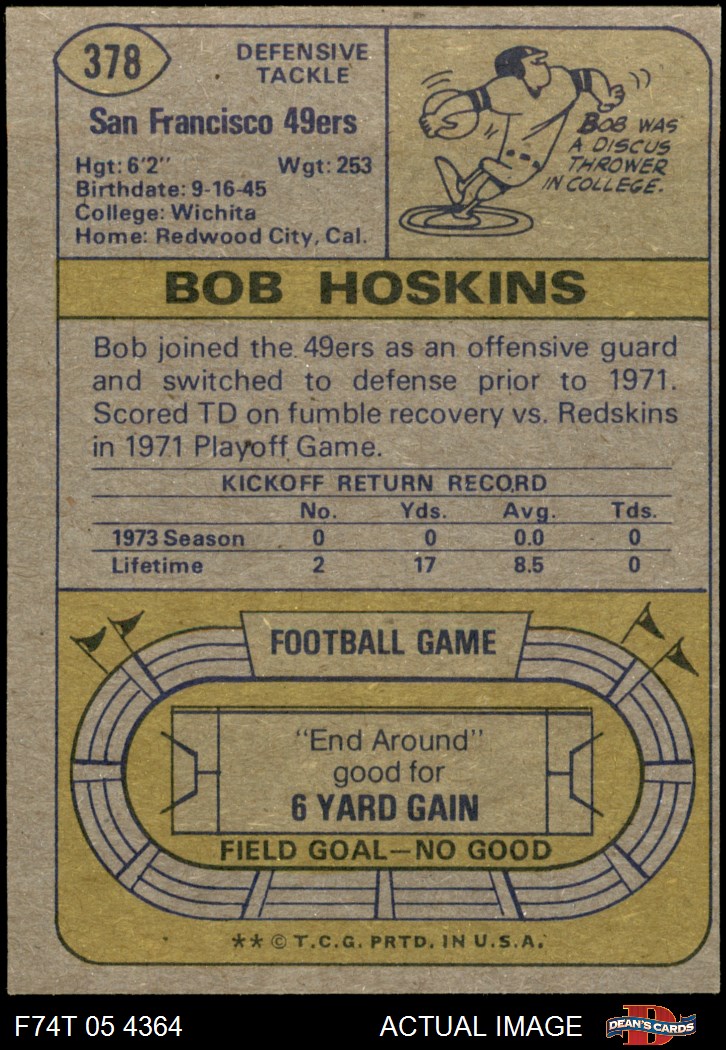 378
DEFENSIVE
TACKLE
San Francisco 49ers
Hgt: 6'2" Wgt: 253
Birthdate: 9-16-45
College: Wichita
Home: Redwood City, Cal.
BOB WAS
A DISCUS
THROWER
IN COLLEGE.
BOB HOSKINS
Bob joined the 49ers as an offensive guard
and switched to defense prior to 1971.
Scored TD on fumble recovery vs. Redskins
in 1971 Playoff Game.
KICKOFF RETURN RECORD
No. Yds. Avg. Tds.
1973 Season 0 0 0.0 0
Lifetime 2 17 8.5 0
FOOTBALL GAME
"End Around"
good for
6 YARD GAIN
FIELD GOAL—NO GOOD
** © T.C.G. PRTD. IN U.S.A.
F74T 05 4364 ACTUAL IMAGE D DEAN'S CARDS